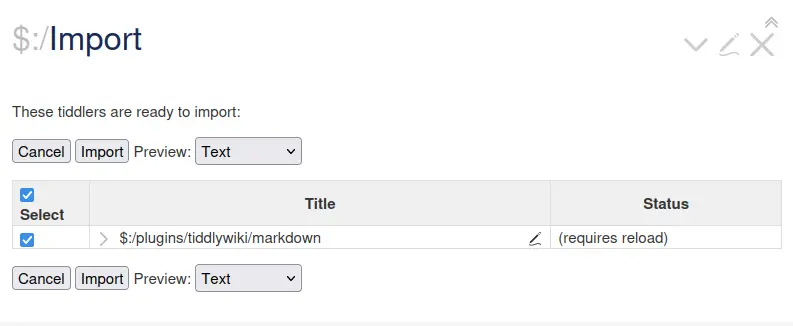 $:/Import
These tiddlers are ready to import:
Cancel Import Preview: Text
Select Title Status
$:/plugins/tiddlywiki/markdown (requires reload)
Cancel Import Preview: Text